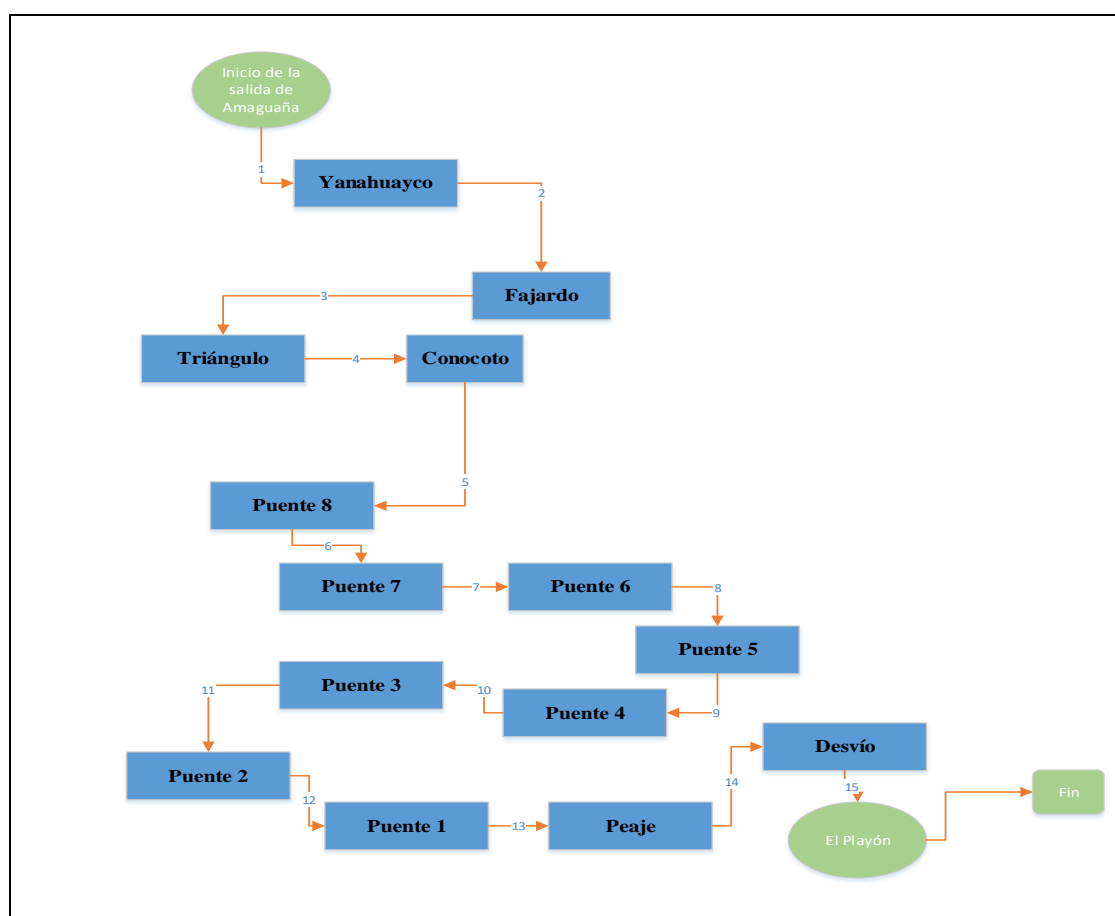 Inicio de la
salida de
Amaguaña
1
Yanahuayco
2
Fajardo
3
Triángulo
4
Conocoto
5
Puente 8
6
Puente 7
7
Puente 6
8
Puente 5
9
Puente 4
10
Puente 3
11
Puente 2
12
Puente 1
13
Peaje
14
Desvío
15
El Playón
Fin